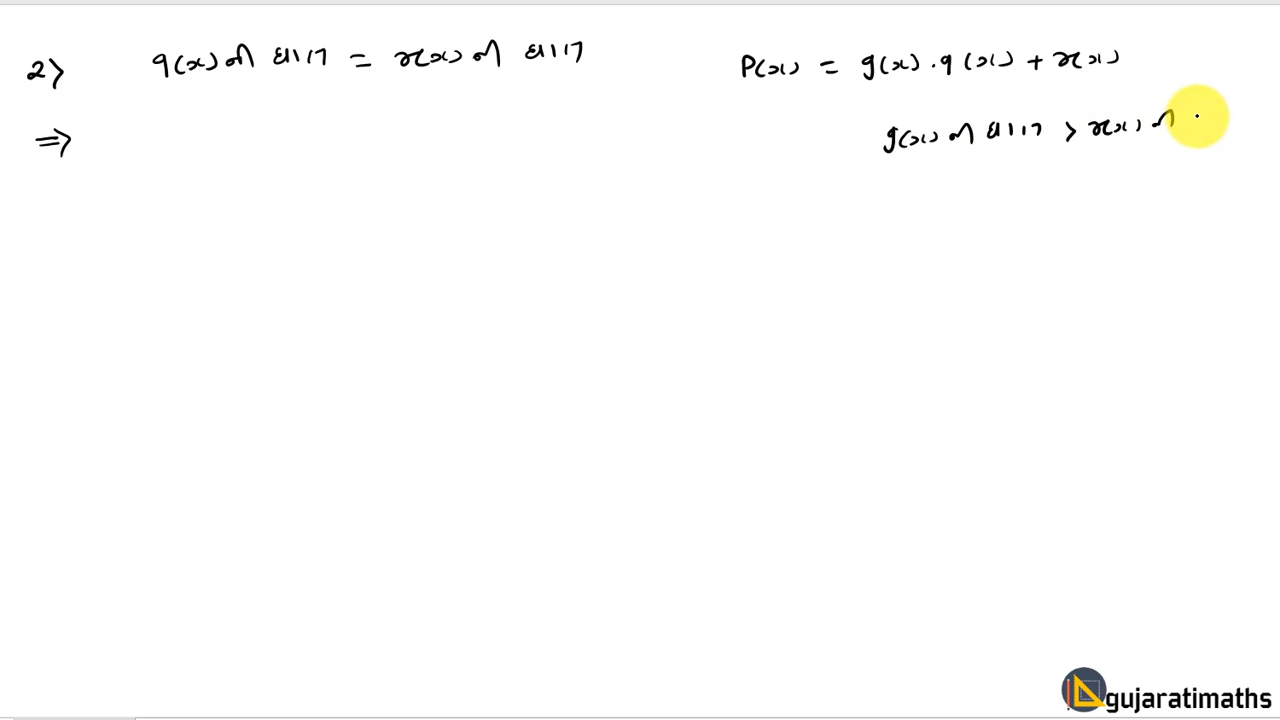 2) q(x) ની ઘાત = r(x) ની ઘાત
P(x) = g(x) · q(x) + r(x)
⇒
g(x) ની ઘાત > r(x) ન
gujaratimaths